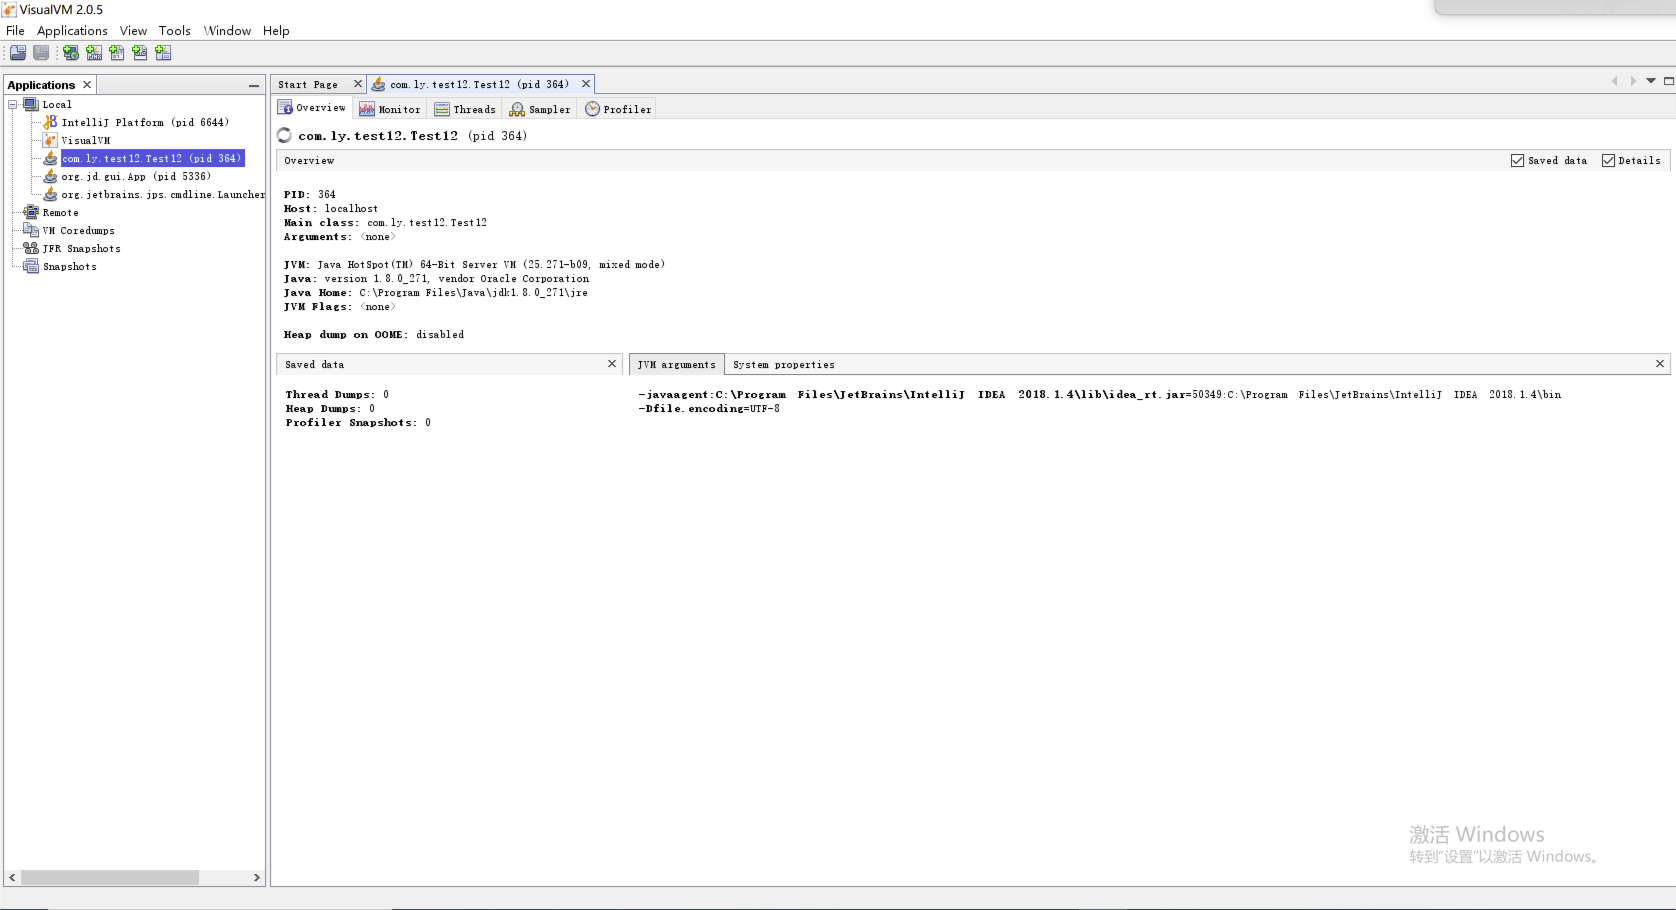 VisualVM 2.0.5
File Applications View Tools Window Help
Applications
Local
IntelliJ Platform (pid 6644)
VisualVM
com.ly.test12.Test12 (pid 364)
org.jd.gui.App (pid 5336)
org.jetbrains.jps.cmdline.Launcher
Remote
VM Coredumps
JFR Snapshots
Snapshots
Start Page com.ly.test12.Test12 (pid 364)
Overview Monitor Threads Sampler Profiler
com.ly.test12.Test12 (pid 364)
Overview Saved data Details
PID: 364
Host: localhost
Main class: com.ly.test12.Test12
Arguments: <none>
JVM: Java HotSpot(TM) 64-Bit Server VM (25.271-b09, mixed mode)
Java: version 1.8.0_271, vendor Oracle Corporation
Java Home: C:\Program Files\Java\jdk1.8.0_271\jre
JVM Flags: <none>
Heap dump on OOME: disabled
Saved data
Thread Dumps: 0
Heap Dumps: 0
Profiler Snapshots: 0
JVM arguments System properties
-javaagent:C:\Program Files\JetBrains\IntelliJ IDEA 2018.1.4\lib\idea_rt.jar=50349:C:\Program Files\JetBrains\IntelliJ IDEA 2018.1.4\bin
-Dfile.encoding=UTF-8
激活 Windows
转到"设置"以激活 Windows。